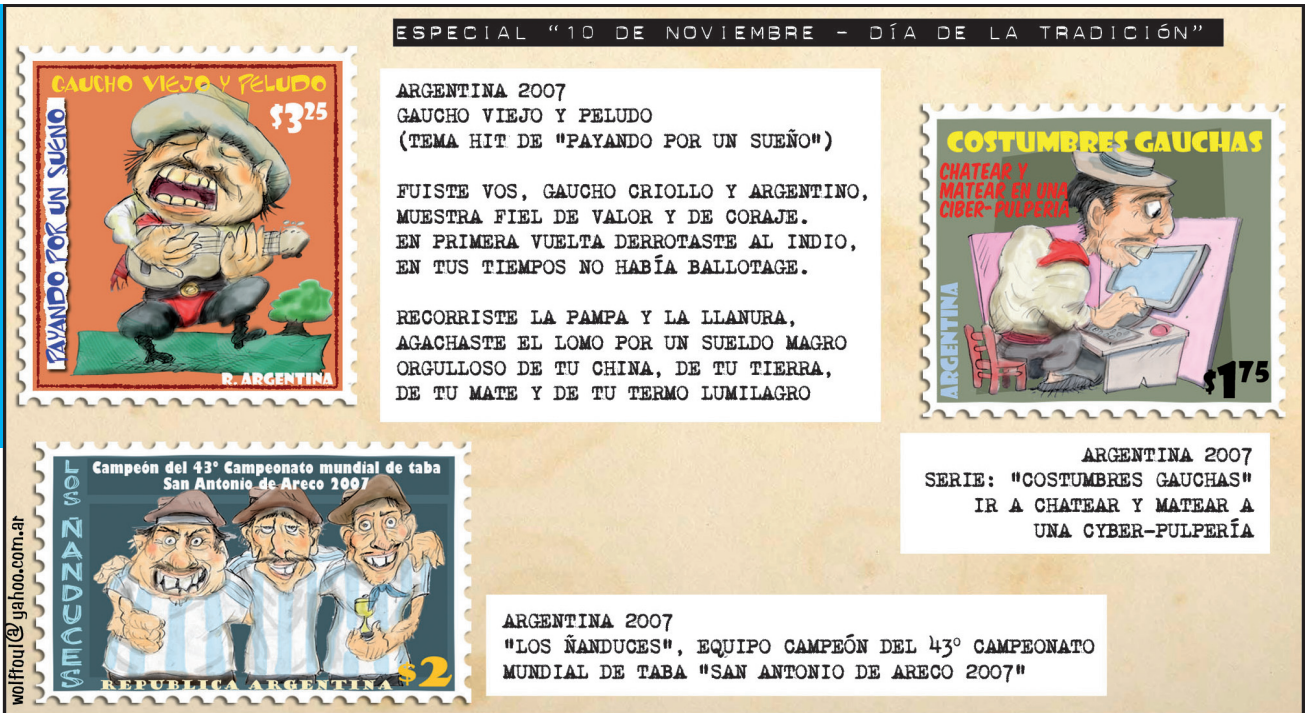 ESPECIAL “10 DE NOVIEMBRE – DÍA DE LA TRADICIÓN”
GAUCHO VIEJO Y PELUDO
$3.25
PAYANDO POR UN SUEÑO
R. ARGENTINA
ARGENTINA 2007
GAUCHO VIEJO Y PELUDO
(TEMA HIT DE "PAYANDO POR UN SUEÑO")
FUISTE VOS, GAUCHO CRIOLLO Y ARGENTINO,
MUESTRA FIEL DE VALOR Y DE CORAJE.
EN PRIMERA VUELTA DERROTASTE AL INDIO,
EN TUS TIEMPOS NO HABÍA BALLOTAGE.
RECORRISTE LA PAMPA Y LA LLANURA,
AGACHASTE EL LOMO POR UN SUELDO MAGRO
ORGULLOSO DE TU CHINA, DE TU TIERRA,
DE TU MATE Y DE TU TERMO LUMILAGRO
COSTUMBRES GAUCHAS
CHATEAR Y
MATEAR EN UNA
CIBER-PULPERIA
ARGENTINA
$1 75
ARGENTINA 2007
SERIE: "COSTUMBRES GAUCHAS"
IR A CHATEAR Y MATEAR A
UNA CYBER-PULPERÍA
LOS ÑANDUCES
Campeón del 43º Campeonato mundial de taba
San Antonio de Areco 2007
REPUBLICA ARGENTINA
$2
ARGENTINA 2007
"LOS ÑANDUCES", EQUIPO CAMPEÓN DEL 43º CAMPEONATO
MUNDIAL DE TABA "SAN ANTONIO DE ARECO 2007"
wolftoyl@yahoo.com.ar